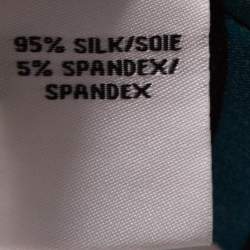 95% SILK/SOIE
5% SPANDEX/
SPANDEX